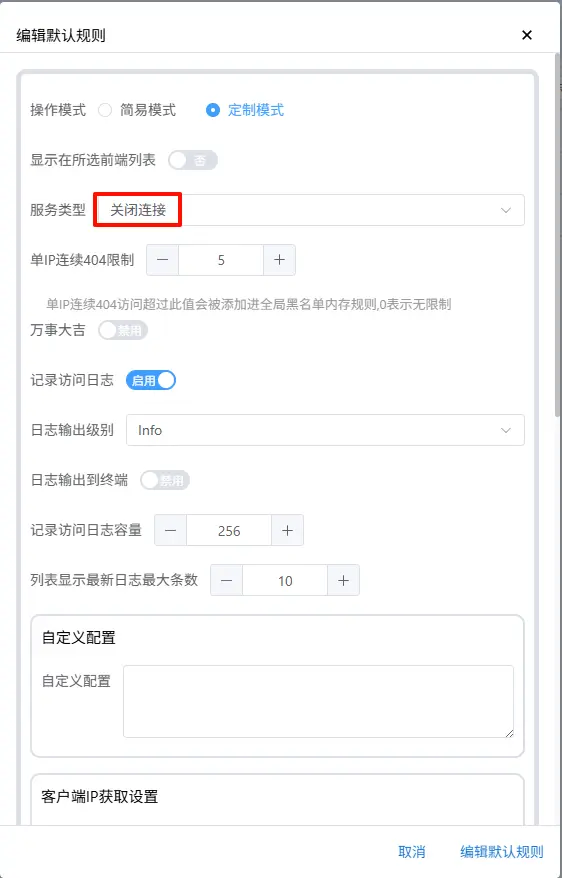 编辑默认规则
操作模式 简易模式 定制模式
显示在所选前端列表 否
服务类型 关闭连接
单IP连续404限制 5
单IP连续404访问超过此值会被添加进全局黑名单内存规则,0表示无限制
万事大吉 禁用
记录访问日志 启用
日志输出级别 Info
日志输出到终端 禁用
记录访问日志容量 256
列表显示最新日志最大条数 10
自定义配置
自定义配置
客户端IP获取设置
取消 编辑默认规则